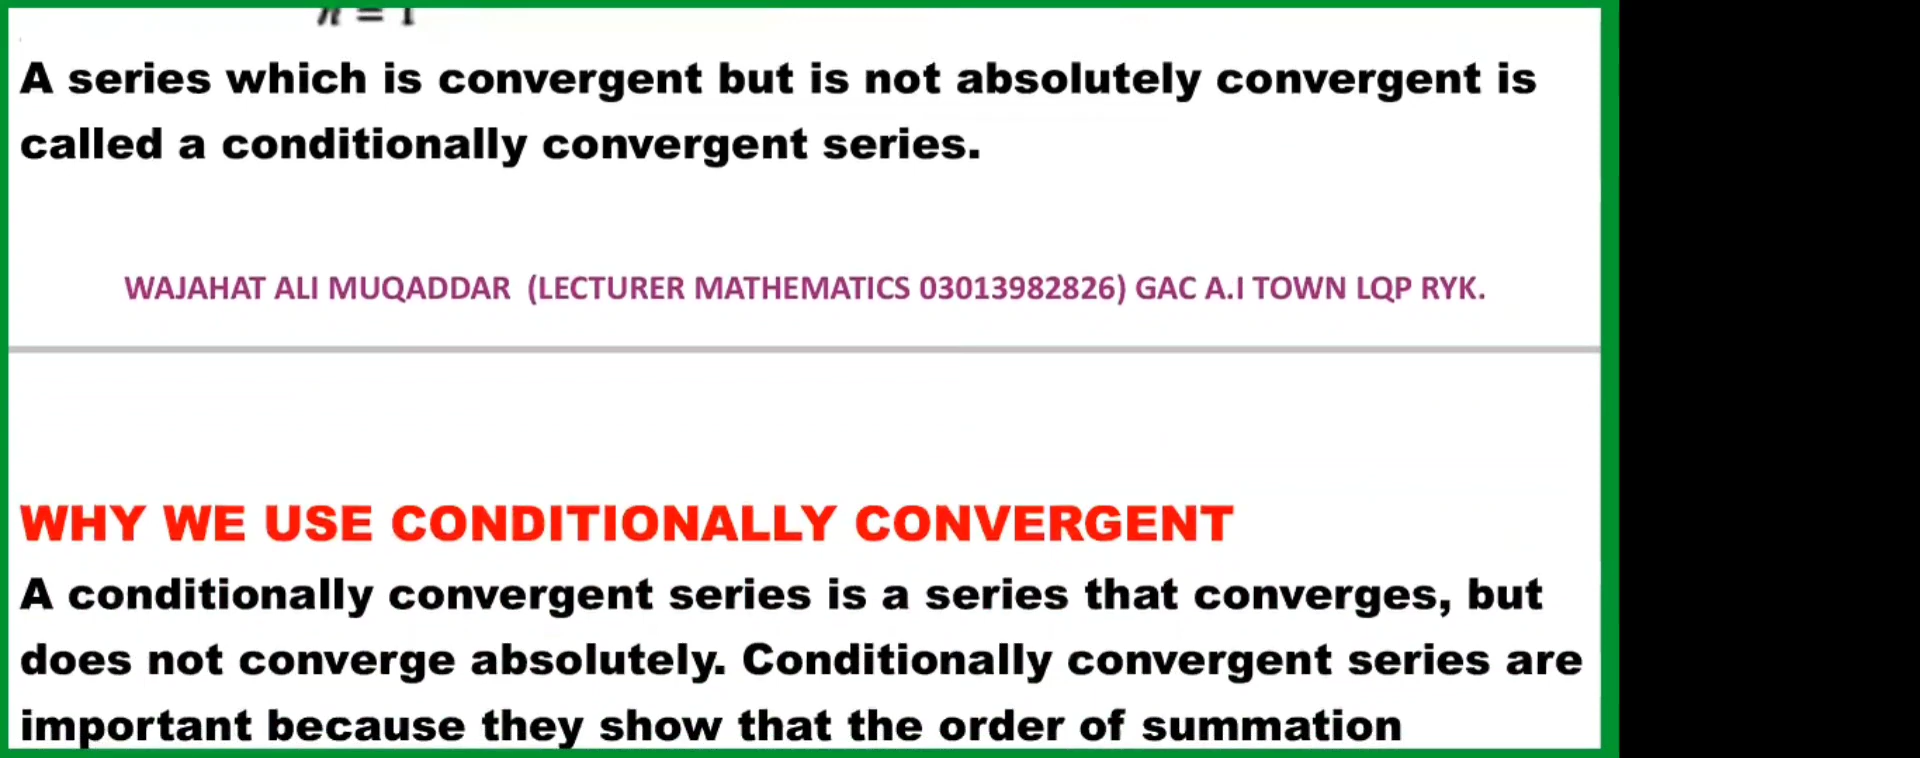 n = 1
A series which is convergent but is not absolutely convergent is
called a conditionally convergent series.
WAJAHAT ALI MUQADDAR (LECTURER MATHEMATICS 03013982826) GAC A.I TOWN LQP RYK.
WHY WE USE CONDITIONALLY CONVERGENT
A conditionally convergent series is a series that converges, but
does not converge absolutely. Conditionally convergent series are
important because they show that the order of summation